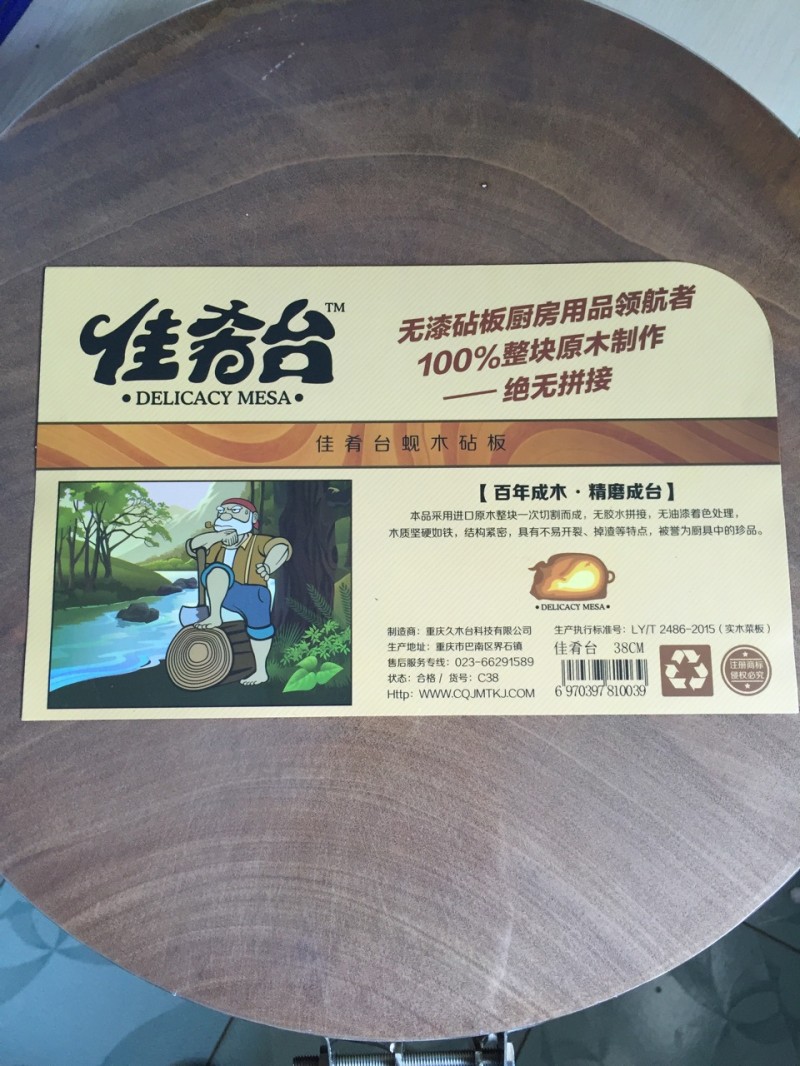 佳肴台™
•DELICACY MESA•
无漆砧板厨房用品领航者
100%整块原木制作
—— 绝无拼接
佳肴台蚬木砧板
【百年成木·精磨成台】
本品采用进口原木整块一次切割而成，无胶水拼接，无油漆着色处理，
木质坚硬如铁，结构紧密，具有不易开裂、掉渣等特点，被誉为厨具中的珍品。
•DELICACY MESA•
制造商：重庆久木台科技有限公司
生产地址：重庆市巴南区界石镇
售后服务专线：023-66291589
状态：合格 / 货号：C38
Http：WWW.CQJMTKJ.COM
生产执行标准号：LY/T 2486-2015（实木菜板）
佳肴台 38CM
6 970397 810039
注册商标
侵权必究